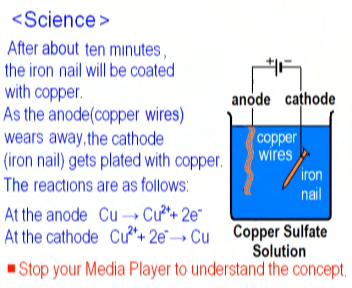 <Science>
After about ten minutes,
the iron nail will be coated
with copper.
As the anode(copper wires)
wears away,the cathode
(iron nail) gets plated with copper.
The reactions are as follows:
At the anode Cu → Cu²⁺+ 2e⁻
At the cathode Cu²⁺+ 2e⁻→ Cu
+
anode cathode
copper
wires
iron
nail
Copper Sulfate
Solution
■ Stop your Media Player to understand the concept.